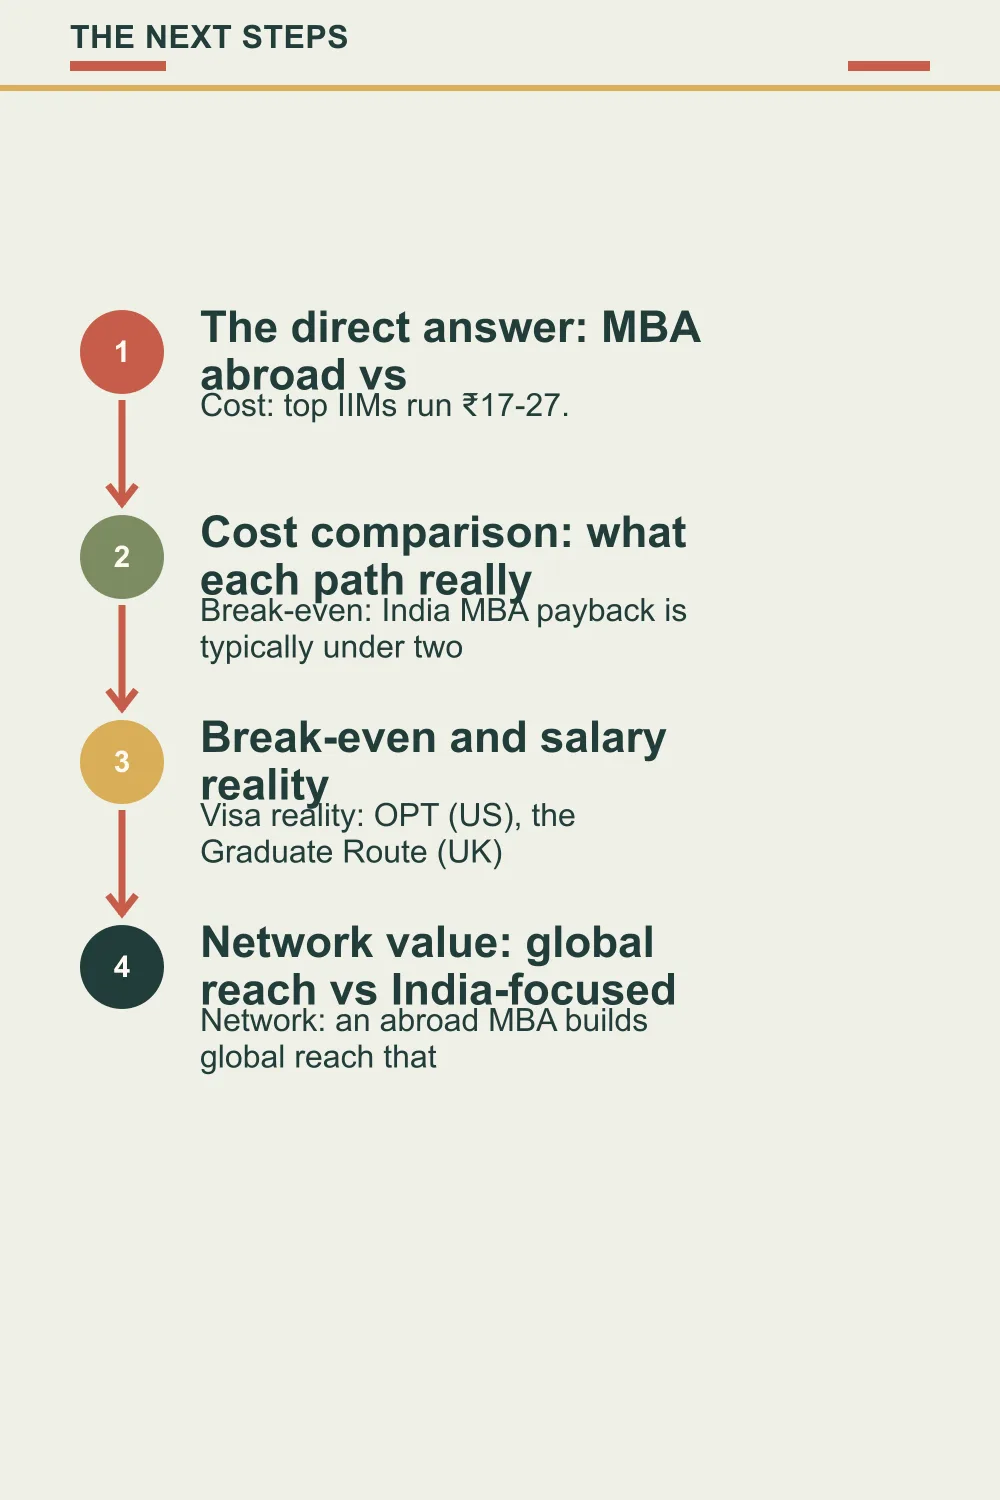 THE NEXT STEPS
1
The direct answer: MBA
abroad vs
Cost: top IIMs run ₹17-27.
2
Cost comparison: what
each path really
Break-even: India MBA payback is
typically under two
3
Break-even and salary
reality
Visa reality: OPT (US), the
Graduate Route (UK)
4
Network value: global
reach vs India-focused
Network: an abroad MBA builds
global reach that